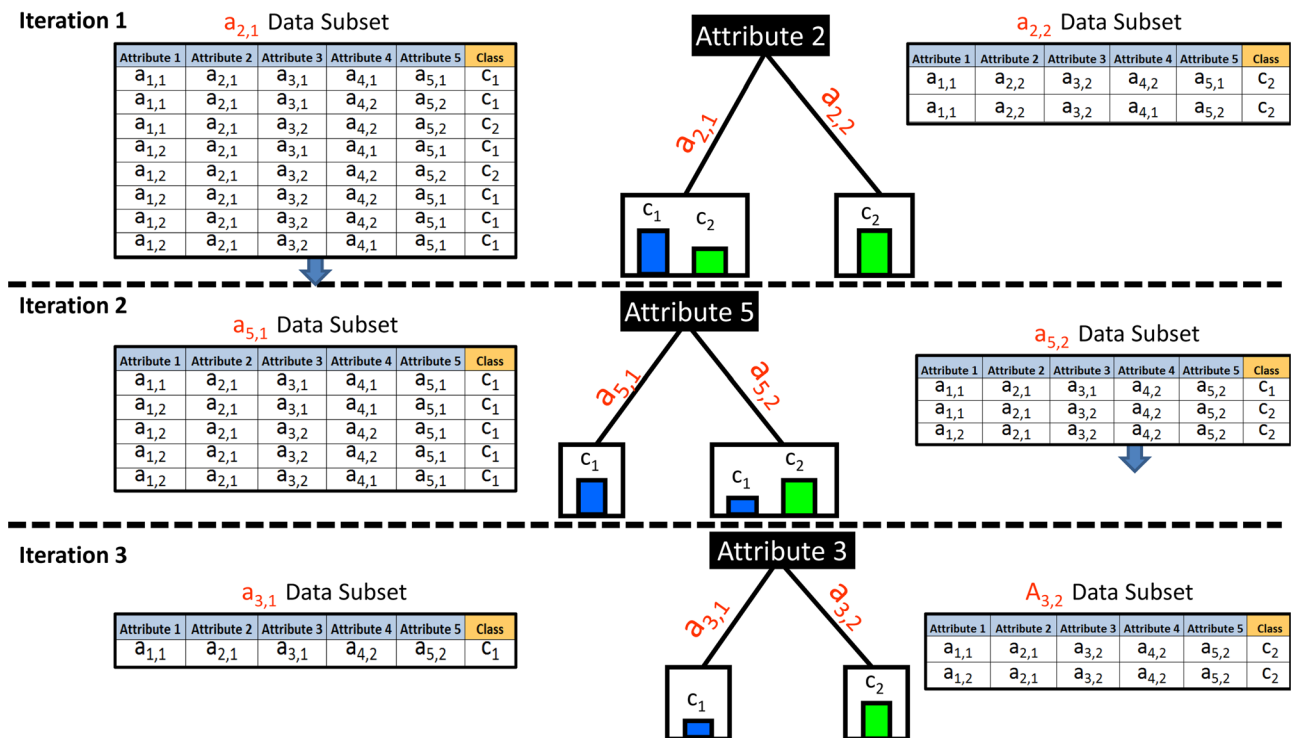 Iteration 1
a2,1 Data Subset
Attribute 1 Attribute 2 Attribute 3 Attribute 4 Attribute 5 Class
a1,1 a2,1 a3,1 a4,1 a5,1 c1
a1,1 a2,1 a3,1 a4,2 a5,2 c1
a1,1 a2,1 a3,2 a4,2 a5,2 c2
a1,2 a2,1 a3,1 a4,1 a5,1 c1
a1,2 a2,1 a3,2 a4,2 a5,2 c2
a1,2 a2,1 a3,2 a4,2 a5,1 c1
a1,2 a2,1 a3,2 a4,2 a5,1 c1
a1,2 a2,1 a3,2 a4,1 a5,1 c1
Attribute 2
a2,1
a2,2
c1
c2
c2
a2,2 Data Subset
Attribute 1 Attribute 2 Attribute 3 Attribute 4 Attribute 5 Class
a1,1 a2,2 a3,2 a4,2 a5,1 c2
a1,1 a2,2 a3,2 a4,1 a5,2 c2
Iteration 2
a5,1 Data Subset
Attribute 1 Attribute 2 Attribute 3 Attribute 4 Attribute 5 Class
a1,1 a2,1 a3,1 a4,1 a5,1 c1
a1,2 a2,1 a3,1 a4,1 a5,1 c1
a1,2 a2,1 a3,2 a4,2 a5,1 c1
a1,2 a2,1 a3,2 a4,2 a5,1 c1
a1,2 a2,1 a3,2 a4,1 a5,1 c1
Attribute 5
a5,1
a5,2
c1
c1
c2
a5,2 Data Subset
Attribute 1 Attribute 2 Attribute 3 Attribute 4 Attribute 5 Class
a1,1 a2,1 a3,1 a4,2 a5,2 c1
a1,1 a2,1 a3,2 a4,2 a5,2 c2
a1,2 a2,1 a3,2 a4,2 a5,2 c2
Iteration 3
a3,1 Data Subset
Attribute 1 Attribute 2 Attribute 3 Attribute 4 Attribute 5 Class
a1,1 a2,1 a3,1 a4,2 a5,2 c1
Attribute 3
a3,1
a3,2
c1
c2
A3,2 Data Subset
Attribute 1 Attribute 2 Attribute 3 Attribute 4 Attribute 5 Class
a1,1 a2,1 a3,2 a4,2 a5,2 c2
a1,2 a2,1 a3,2 a4,2 a5,2 c2